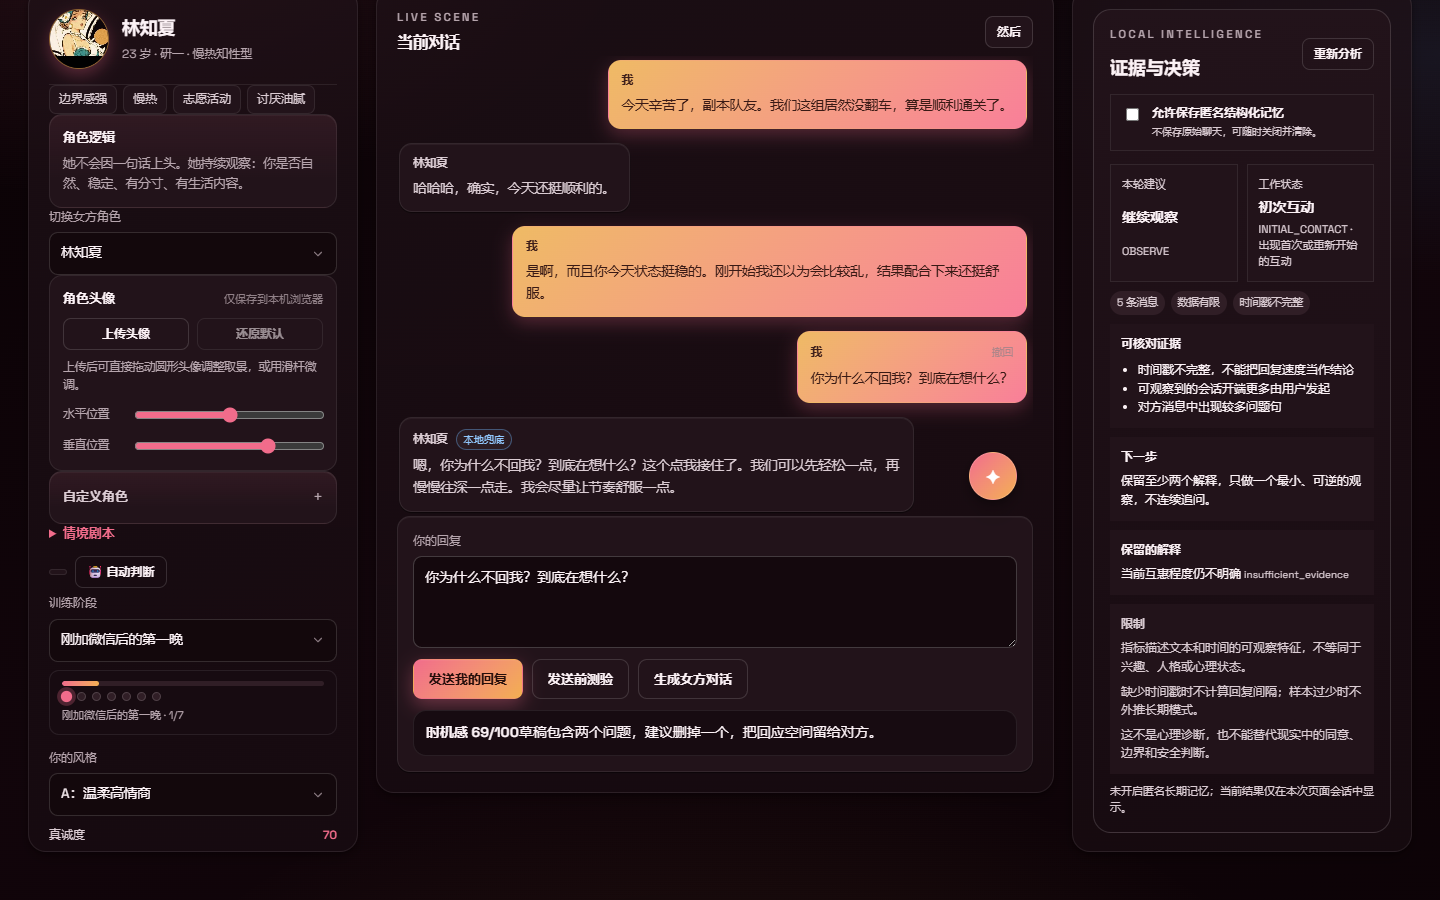 林知夏
23 岁 · 研一 · 慢热知性型
边界感强
慢热
志愿活动
讨厌油腻
角色逻辑
她不会因一句话上头。她持续观察：你是否自
然、稳定、有分寸、有生活内容。
切换女方角色
林知夏
角色头像
仅保存到本机浏览器
上传头像
还原默认
上传后可直接拖动圆形头像调整取景，或用滑杆微
调。
水平位置
垂直位置
自定义角色
+
情境剧本
自动判断
训练阶段
刚加微信后的第一晚
刚加微信后的第一晚 · 1/7
你的风格
A：温柔高情商
真诚度
70
LIVE SCENE
当前对话
然后
我
今天辛苦了，副本队友。我们这组居然没翻车，算是顺利通关了。
林知夏
哈哈哈，确实，今天还挺顺利的。
我
是啊，而且你今天状态挺稳的。刚开始我还以为会比较乱，结果配合下来还挺舒
服。
我
撤回
你为什么不回我？到底在想什么？
林知夏
本地兜底
嗯，你为什么不回我？到底在想什么？这个点我接住了。我们可以先轻松一点，再
慢慢往深一点走。我会尽量让节奏舒服一点。
你的回复
你为什么不回我？到底在想什么？
发送我的回复
发送前测验
生成女方对话
时机感 69/100草稿包含两个问题，建议删掉一个，把回应空间留给对方。
LOCAL INTELLIGENCE
证据与决策
重新分析
允许保存匿名结构化记忆
不保存原始聊天，可随时关闭并清除。
本轮建议
继续观察
OBSERVE
工作状态
初次互动
INITIAL_CONTACT ·
出现首次或重新开始
的互动
5 条消息
数据有限
时间戳不完整
可核对证据
• 时间戳不完整，不能把回复速度当作结论
• 可观察到的会话开端更多由用户发起
• 对方消息中出现较多问题句
下一步
保留至少两个解释，只做一个最小、可逆的观
察，不连续追问。
保留的解释
当前互惠程度仍不明确 insufficient_evidence
限制
指标描述文本和时间的可观察特征，不等同于
兴趣、人格或心理状态。
缺少时间戳时不计算回复间隔；样本过少时不
外推长期模式。
这不是心理诊断，也不能替代现实中的同意、
边界和安全判断。
未开启匿名长期记忆；当前结果仅在本次页面会话中显
示。